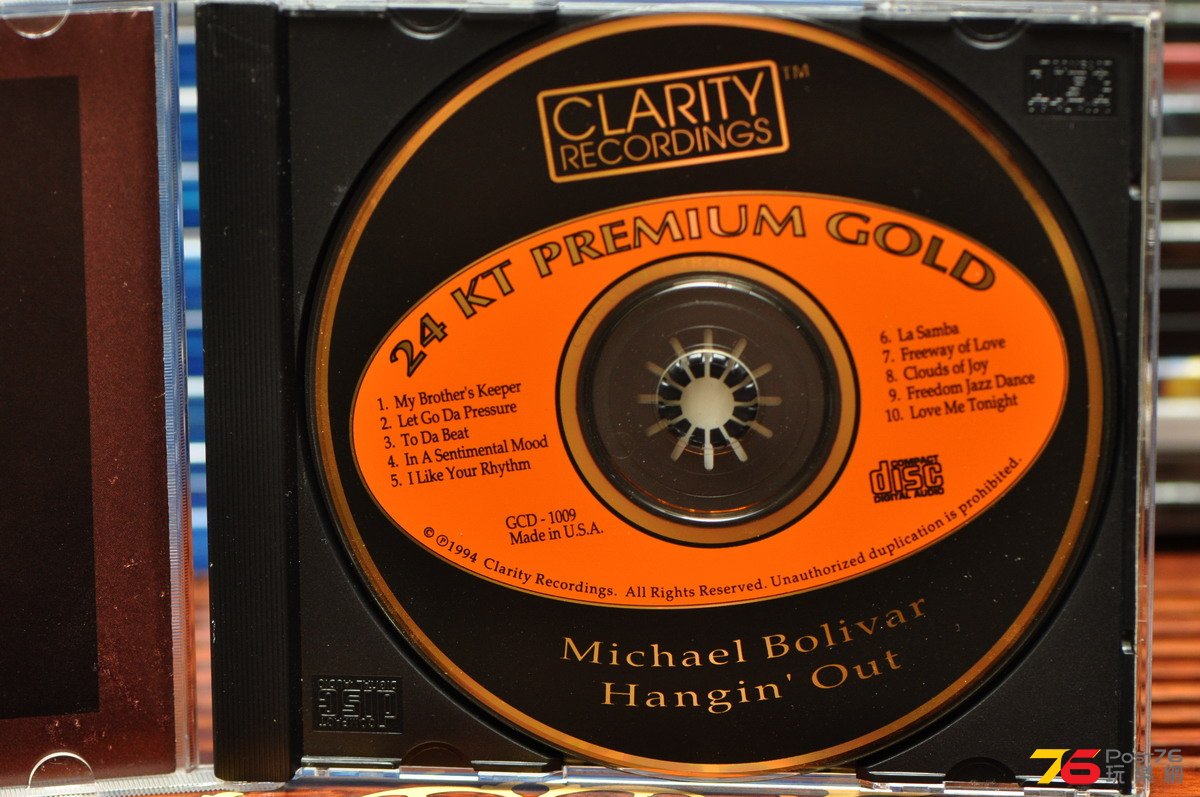 CLARITY TM
RECORDINGS
24 KT PREMIUM GOLD
1. My Brother's Keeper
2. Let Go Da Pressure
3. To Da Beat
4. In A Sentimental Mood
5. I Like Your Rhythm
6. La Samba
7. Freeway of Love
8. Clouds of Joy
9. Freedom Jazz Dance
10. Love Me Tonight
COMPACT
disc
DIGITAL AUDIO
GCD - 1009
Made in U.S.A.
© ℗1994 Clarity Recordings. All Rights Reserved. Unauthorized duplication is prohibited.
Michael Bolivar
Hangin' Out
76 Post76